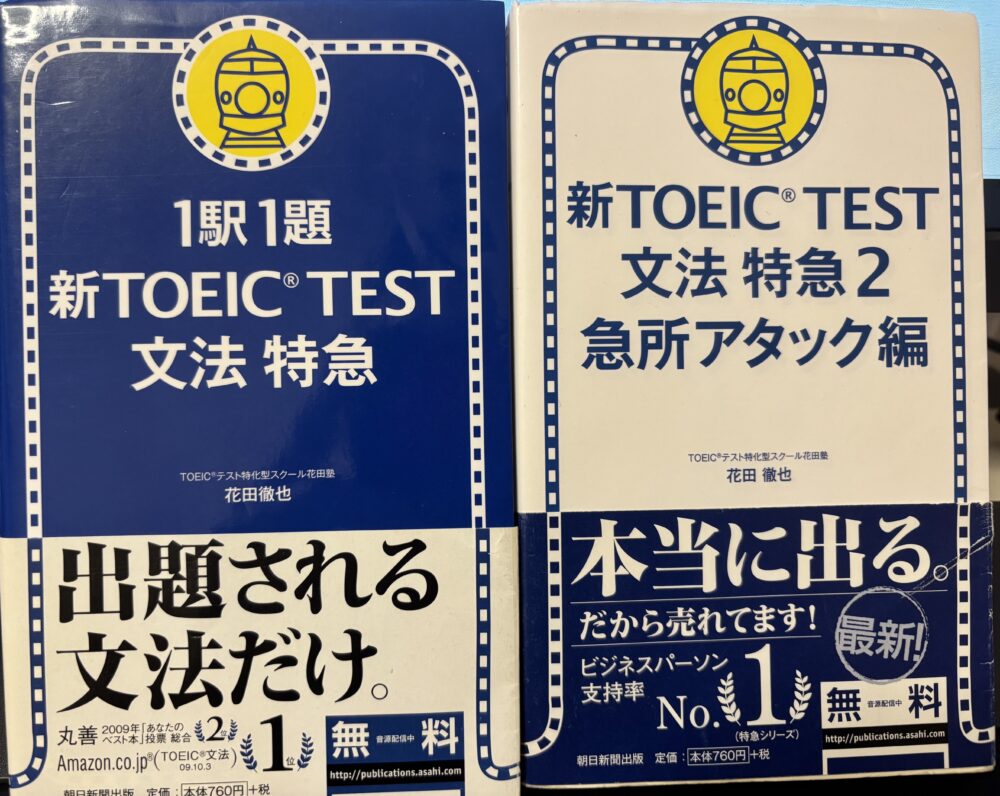 1駅1題
新TOEIC® TEST
文法 特急
TOEIC®テスト特化型スクール花田塾
花田徹也
出題される
文法だけ。
丸善 2009年「あなたのベスト本」投票 総合 2位
Amazon.co.jp®(TOEIC®文法)09.10.3 1位
無 音源配信中 料
http://publications.asahi.com
朝日新聞出版 定価:本体760円+税
新TOEIC® TEST
文法 特急2
急所アタック編
TOEIC®テスト特化型スクール花田塾
花田 徹也
本当に出る。
だから売れてます!
最新!
ビジネスパーソン
支持率
No.1
(特急シリーズ)
無 音源配信中 料
http://publications.asahi.com
朝日新聞出版 定価:本体760円+税